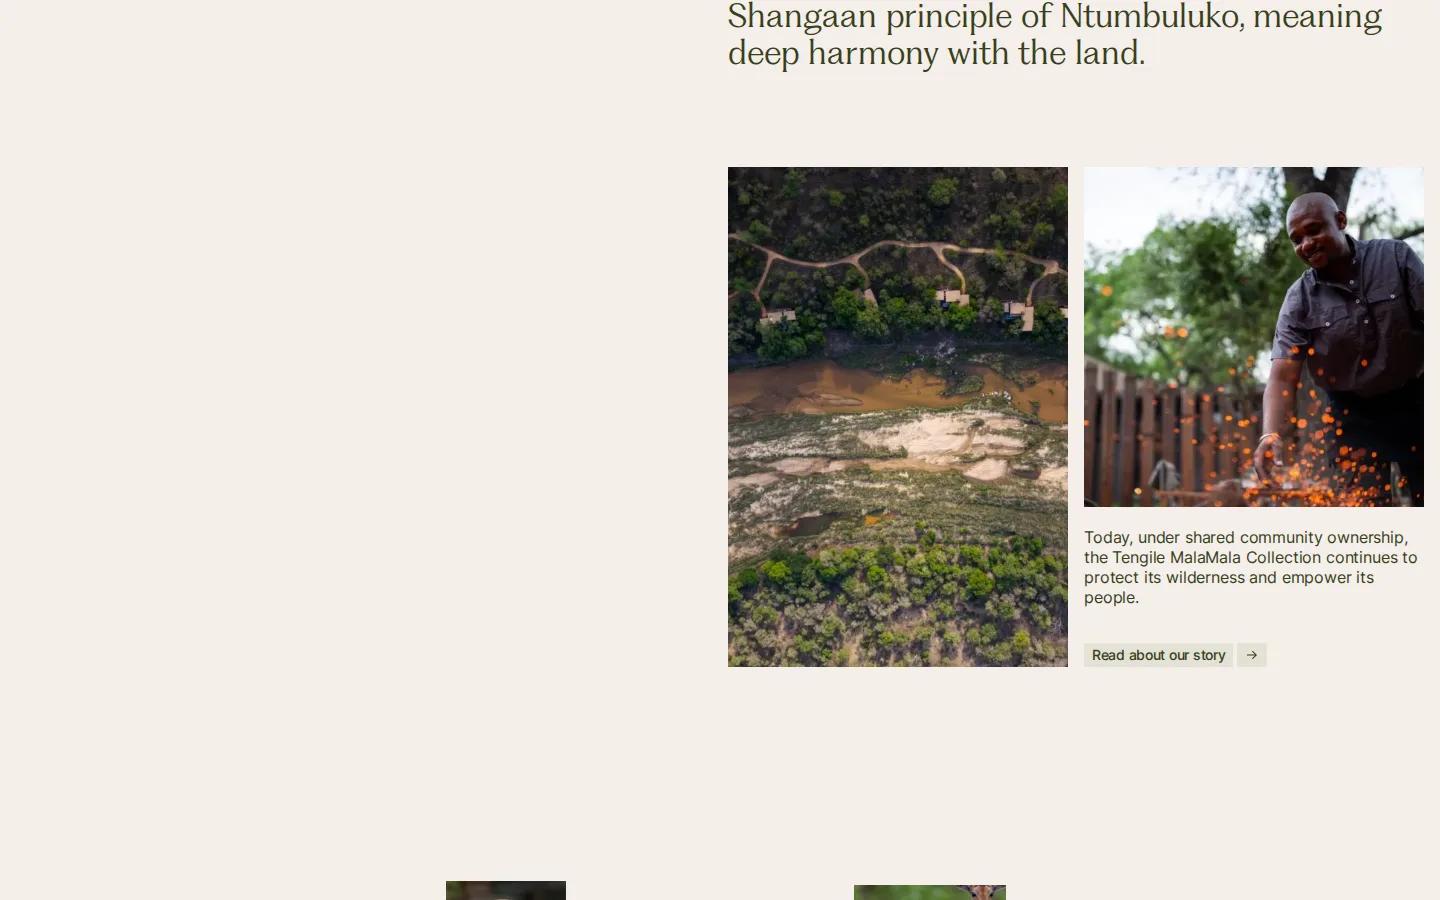 Shangaan principle of Ntumbuluko, meaning
deep harmony with the land.
Today, under shared community ownership,
the Tengile MalaMala Collection continues to
protect its wilderness and empower its
people.
Read about our story →